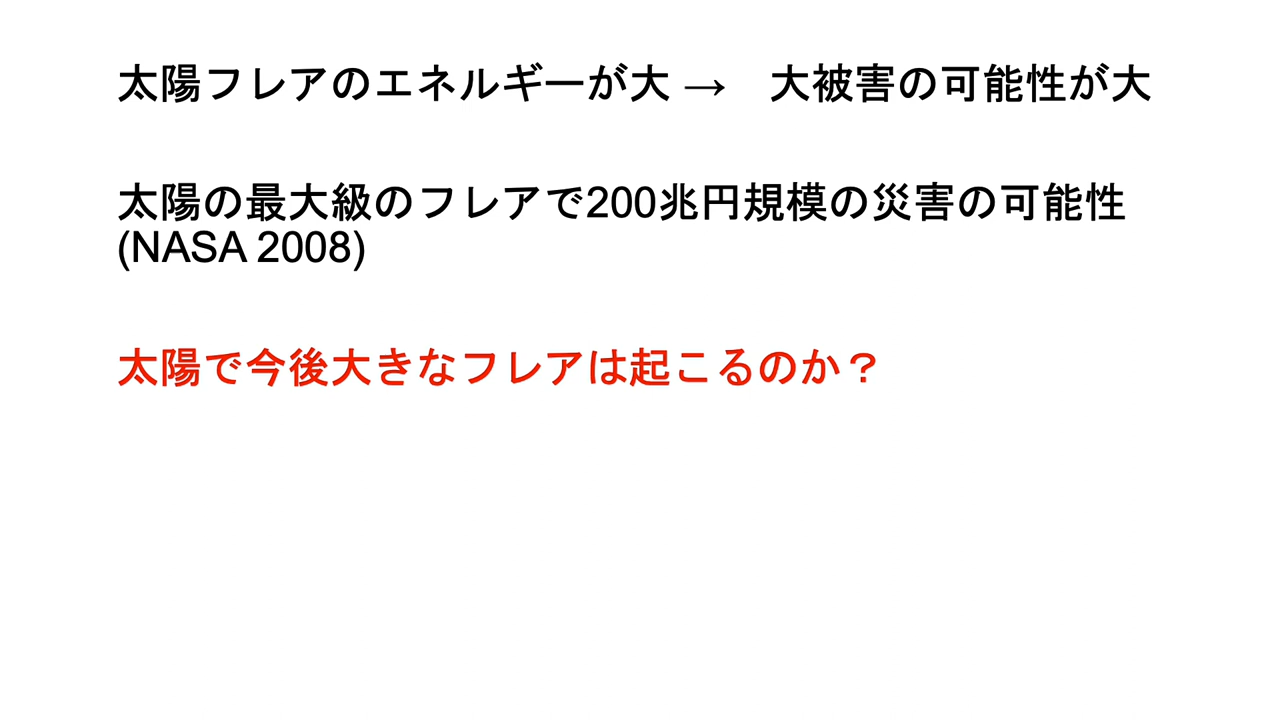 太陽フレアのエネルギーが大 →　大被害の可能性が大
太陽の最大級のフレアで200兆円規模の災害の可能性
(NASA 2008)
太陽で今後大きなフレアは起こるのか？